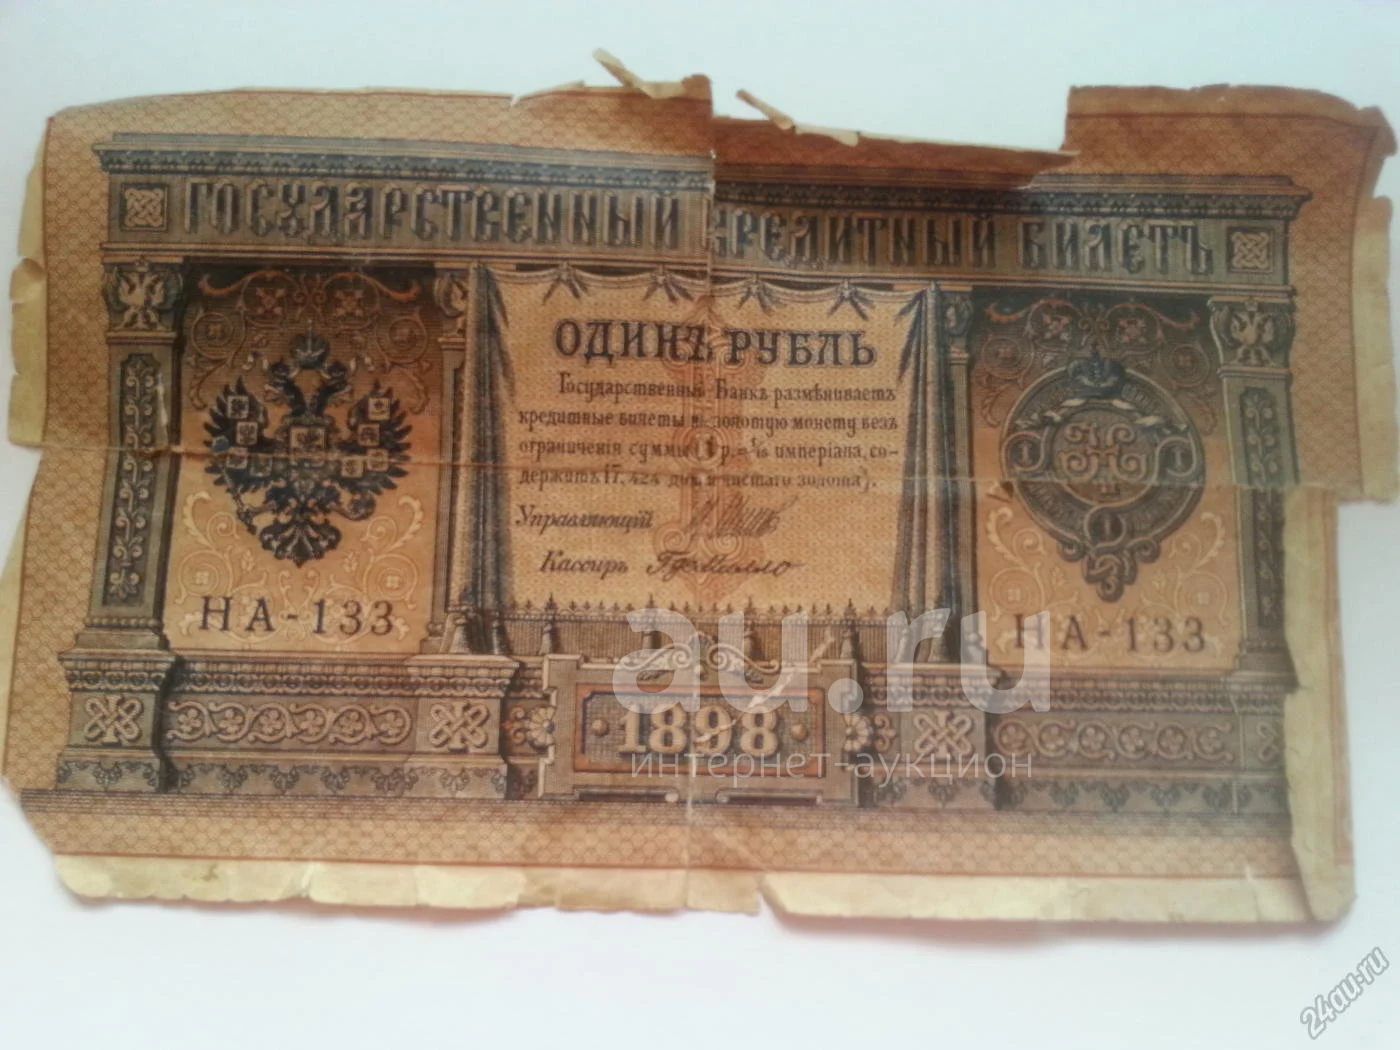 ГОСУДАРСТВЕННЫЙ КРЕДИТНЫЙ БИЛЕТЪ
ОДИНЪ РУБЛЬ
Государственный Банкъ размѣниваетъ
кредитные билеты на золотую монету безъ
ограниченія суммы (1 р. = 1/15 имперіала, со-
держитъ 17,424 дол. чистаго золота).
Управляющій
Кассиръ
НА-133
НА-133
1898
au.ru
интернет-аукцион
24au.ru